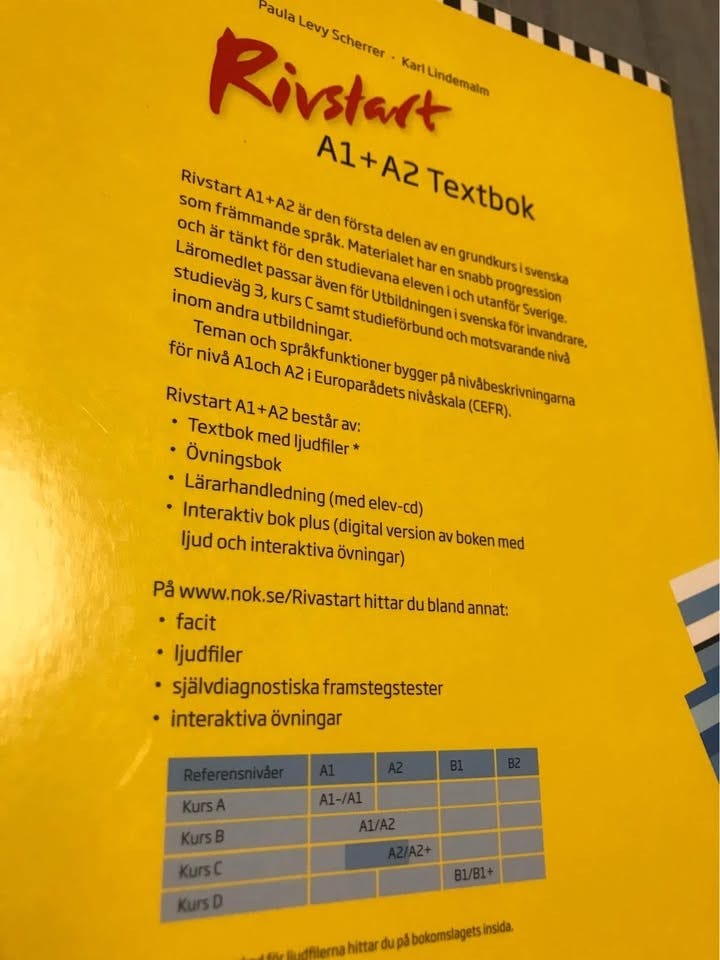 Paula Levy Scherrer · Karl Lindemalm
Rivstart
A1+A2 Textbok
Rivstart A1+A2 är den första delen av en grundkurs i svenska
som främmande språk. Materialet har en snabb progression
och är tänkt för den studievana eleven i och utanför Sverige.
Läromedlet passar även för Utbildningen i svenska för invandrare,
studieväg 3, kurs C samt studieförbund och motsvarande nivå
inom andra utbildningar.
Teman och språkfunktioner bygger på nivåbeskrivningarna
för nivå A1och A2 i Europarådets nivåskala (CEFR).
Rivstart A1+A2 består av:
• Textbok med ljudfiler *
• Övningsbok
• Lärarhandledning (med elev-cd)
• Interaktiv bok plus (digital version av boken med
ljud och interaktiva övningar)
På www.nok.se/Rivastart hittar du bland annat:
• facit
• ljudfiler
• självdiagnostiska framstegstester
• interaktiva övningar
Referensnivåer A1 A2 B1 B2
Kurs A A1-/A1
Kurs B A1/A2
Kurs C A2/A2+
Kurs D B1/B1+
för ljudfilerna hittar du på bokomslagets insida.